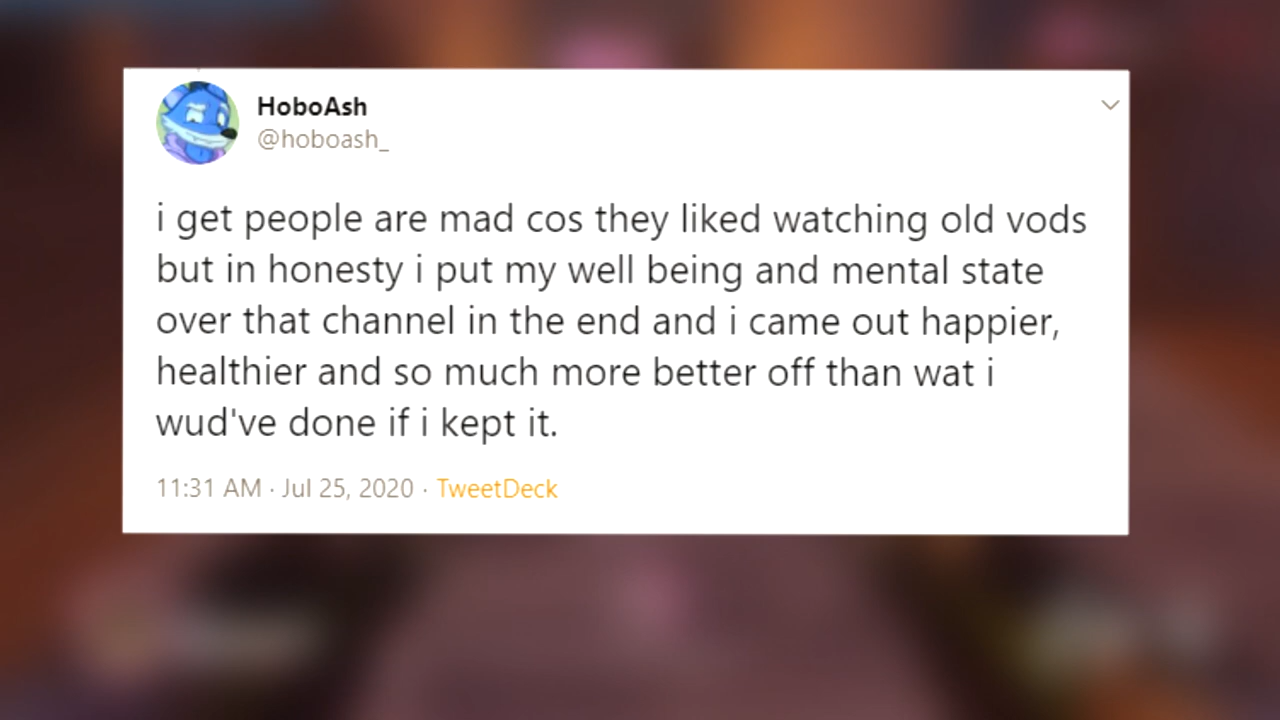 HoboAsh
@hoboash_
i get people are mad cos they liked watching old vods
but in honesty i put my well being and mental state
over that channel in the end and i came out happier,
healthier and so much more better off than wat i
wud've done if i kept it.
11:31 AM · Jul 25, 2020 · TweetDeck